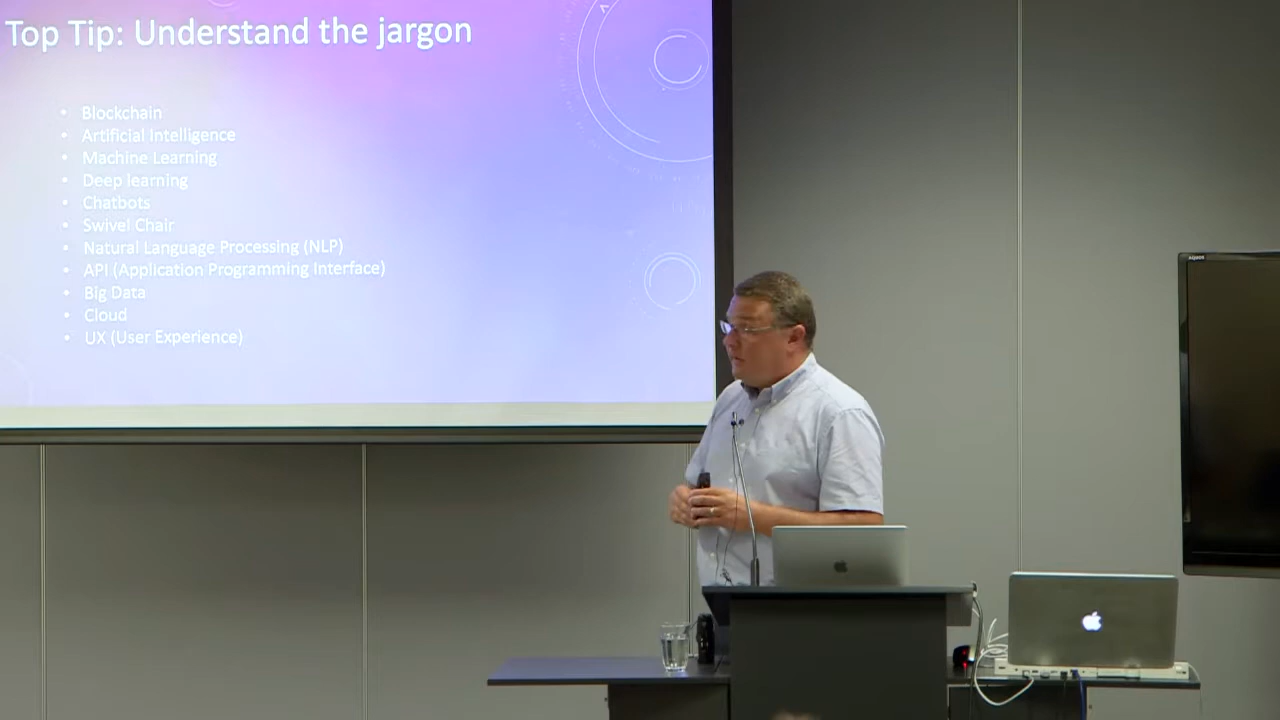 Top Tip: Understand the jargon
• Blockchain
• Artificial Intelligence
• Machine Learning
• Deep learning
• Chatbots
• Swivel Chair
• Natural Language Processing (NLP)
• API (Application Programming Interface)
• Big Data
• Cloud
• UX (User Experience)